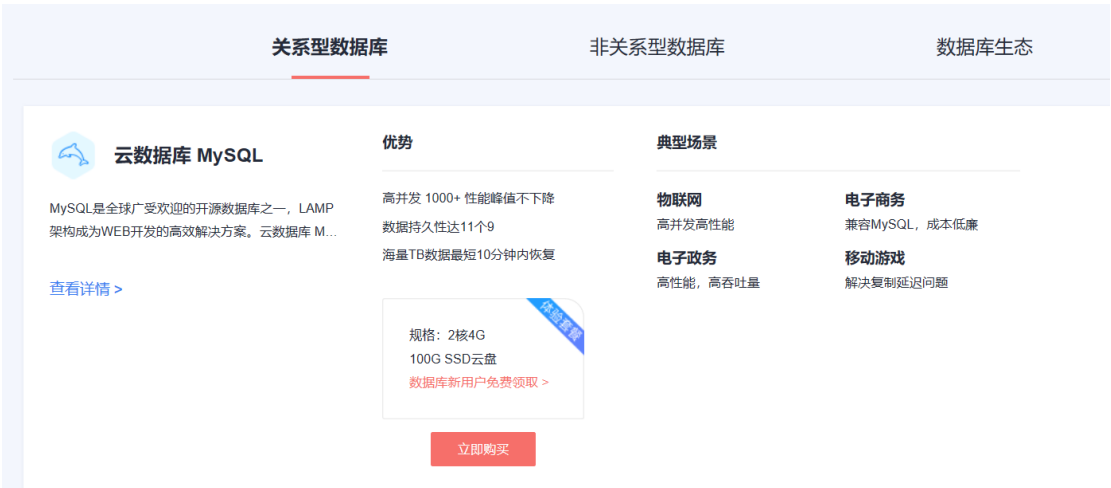 关系型数据库
非关系型数据库
数据库生态
云数据库 MySQL
MySQL是全球广受欢迎的开源数据库之一，LAMP
架构成为WEB开发的高效解决方案。云数据库 M...
查看详情 >
优势
高并发 1000+ 性能峰值不下降
数据持久性达11个9
海量TB数据最短10分钟内恢复
体验套餐
规格：2核4G
100G SSD云盘
数据库新用户免费领取 >
立即购买
典型场景
物联网
高并发高性能
电子商务
兼容MySQL，成本低廉
电子政务
高性能，高吞吐量
移动游戏
解决复制延迟问题